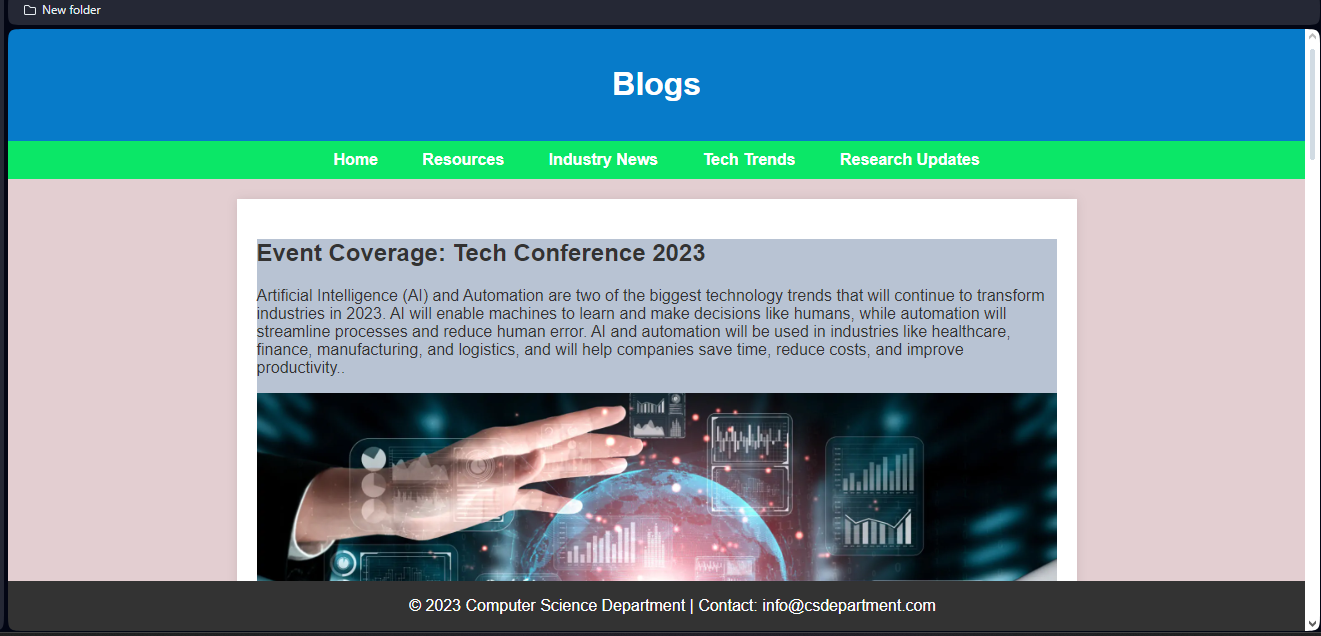 New folder
Blogs
Home Resources Industry News Tech Trends Research Updates
Event Coverage: Tech Conference 2023
Artificial Intelligence (AI) and Automation are two of the biggest technology trends that will continue to transform
industries in 2023. AI will enable machines to learn and make decisions like humans, while automation will
streamline processes and reduce human error. AI and automation will be used in industries like healthcare,
finance, manufacturing, and logistics, and will help companies save time, reduce costs, and improve
productivity..
© 2023 Computer Science Department | Contact: info@csdepartment.com